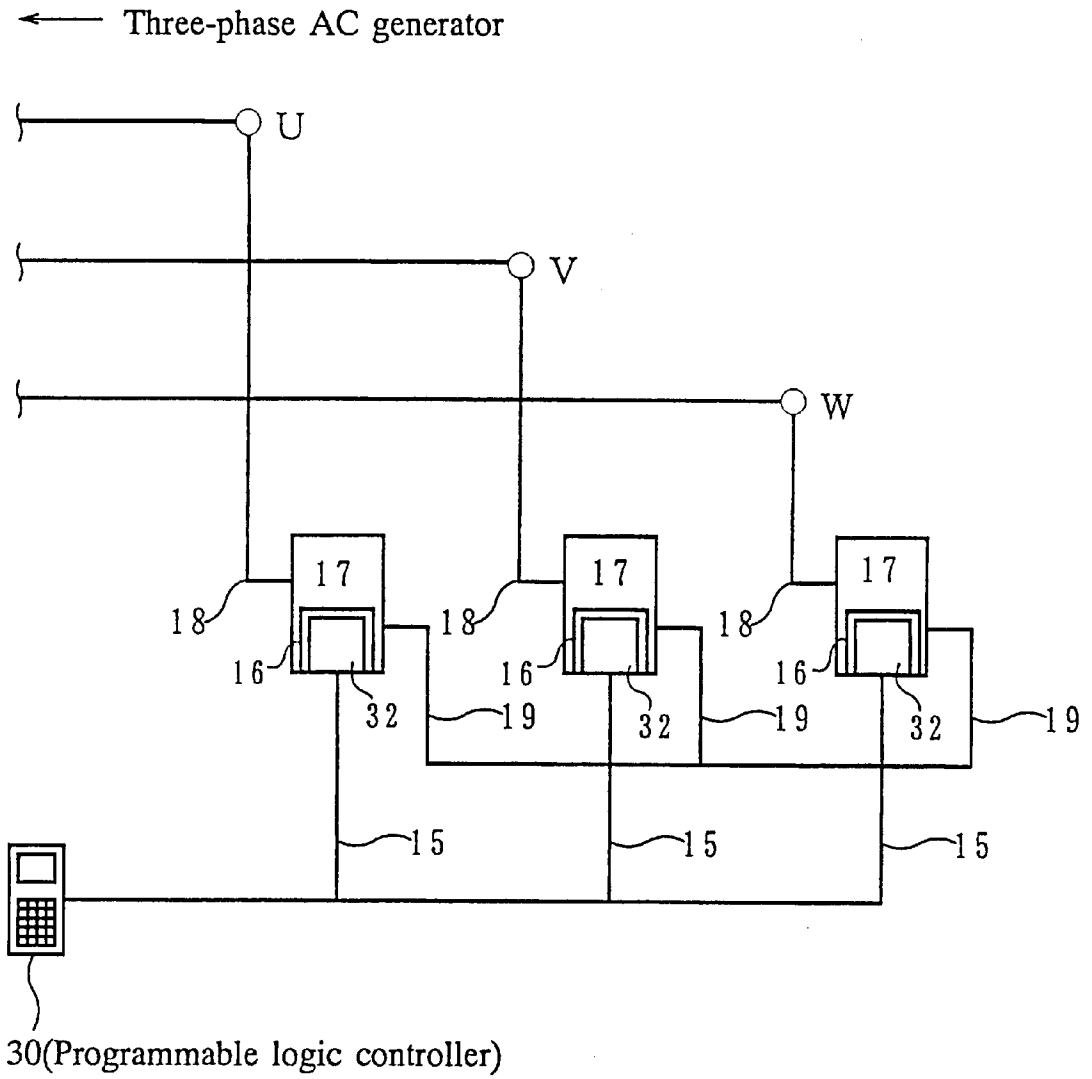 Three-phase AC generator
U
V
W
17 17 17
18 18 18
16 16 16
32 32 32
19 19 19
15 15 15
30(Programmable logic controller)